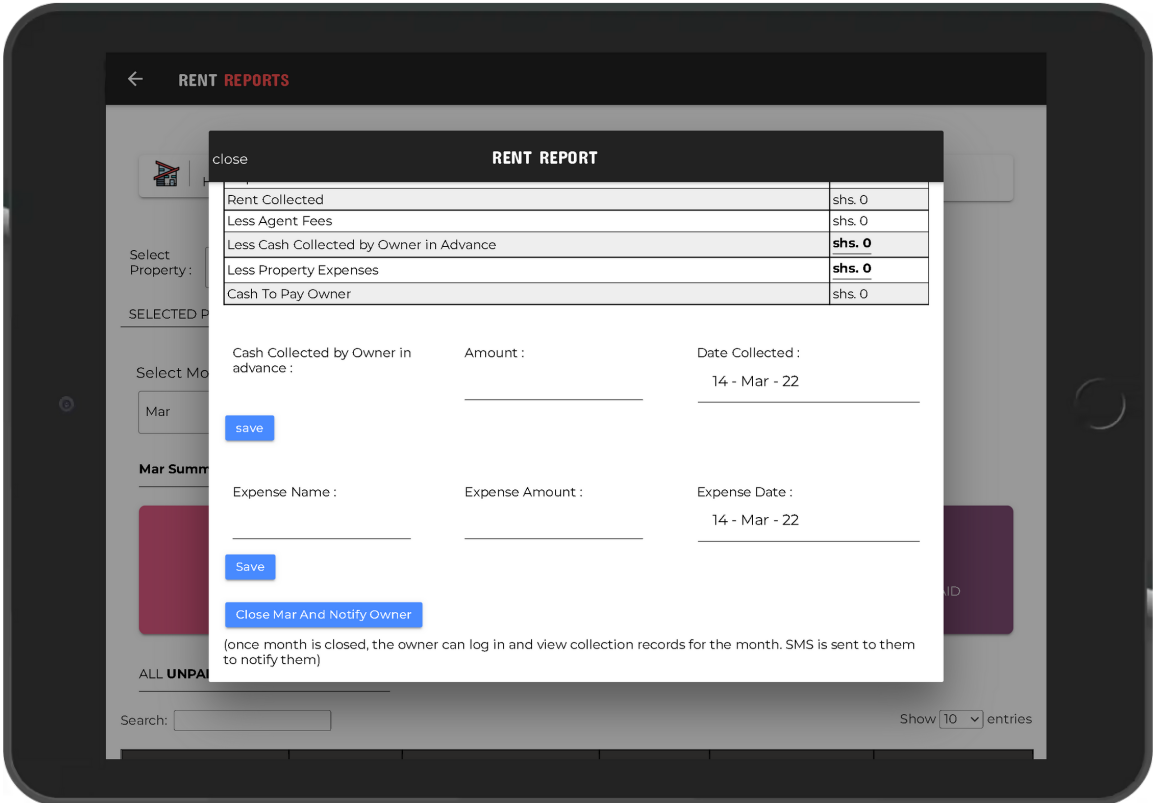 RENT REPORTS
close
RENT REPORT
Rent Collected shs. 0
Less Agent Fees shs. 0
Less Cash Collected by Owner in Advance shs. 0
Less Property Expenses shs. 0
Cash To Pay Owner shs. 0
Select
Property :
SELECTED
Select
Mar
Mar
Cash Collected by Owner in
advance :
Amount :
Date Collected :
14 - Mar - 22
save
Expense Name :
Expense Amount :
Expense Date :
14 - Mar - 22
Save
Close Mar And Notify Owner
(once month is closed, the owner can log in and view collection records for the month. SMS is sent to them
to notify them)
ALL
Search:
Show 10 entries